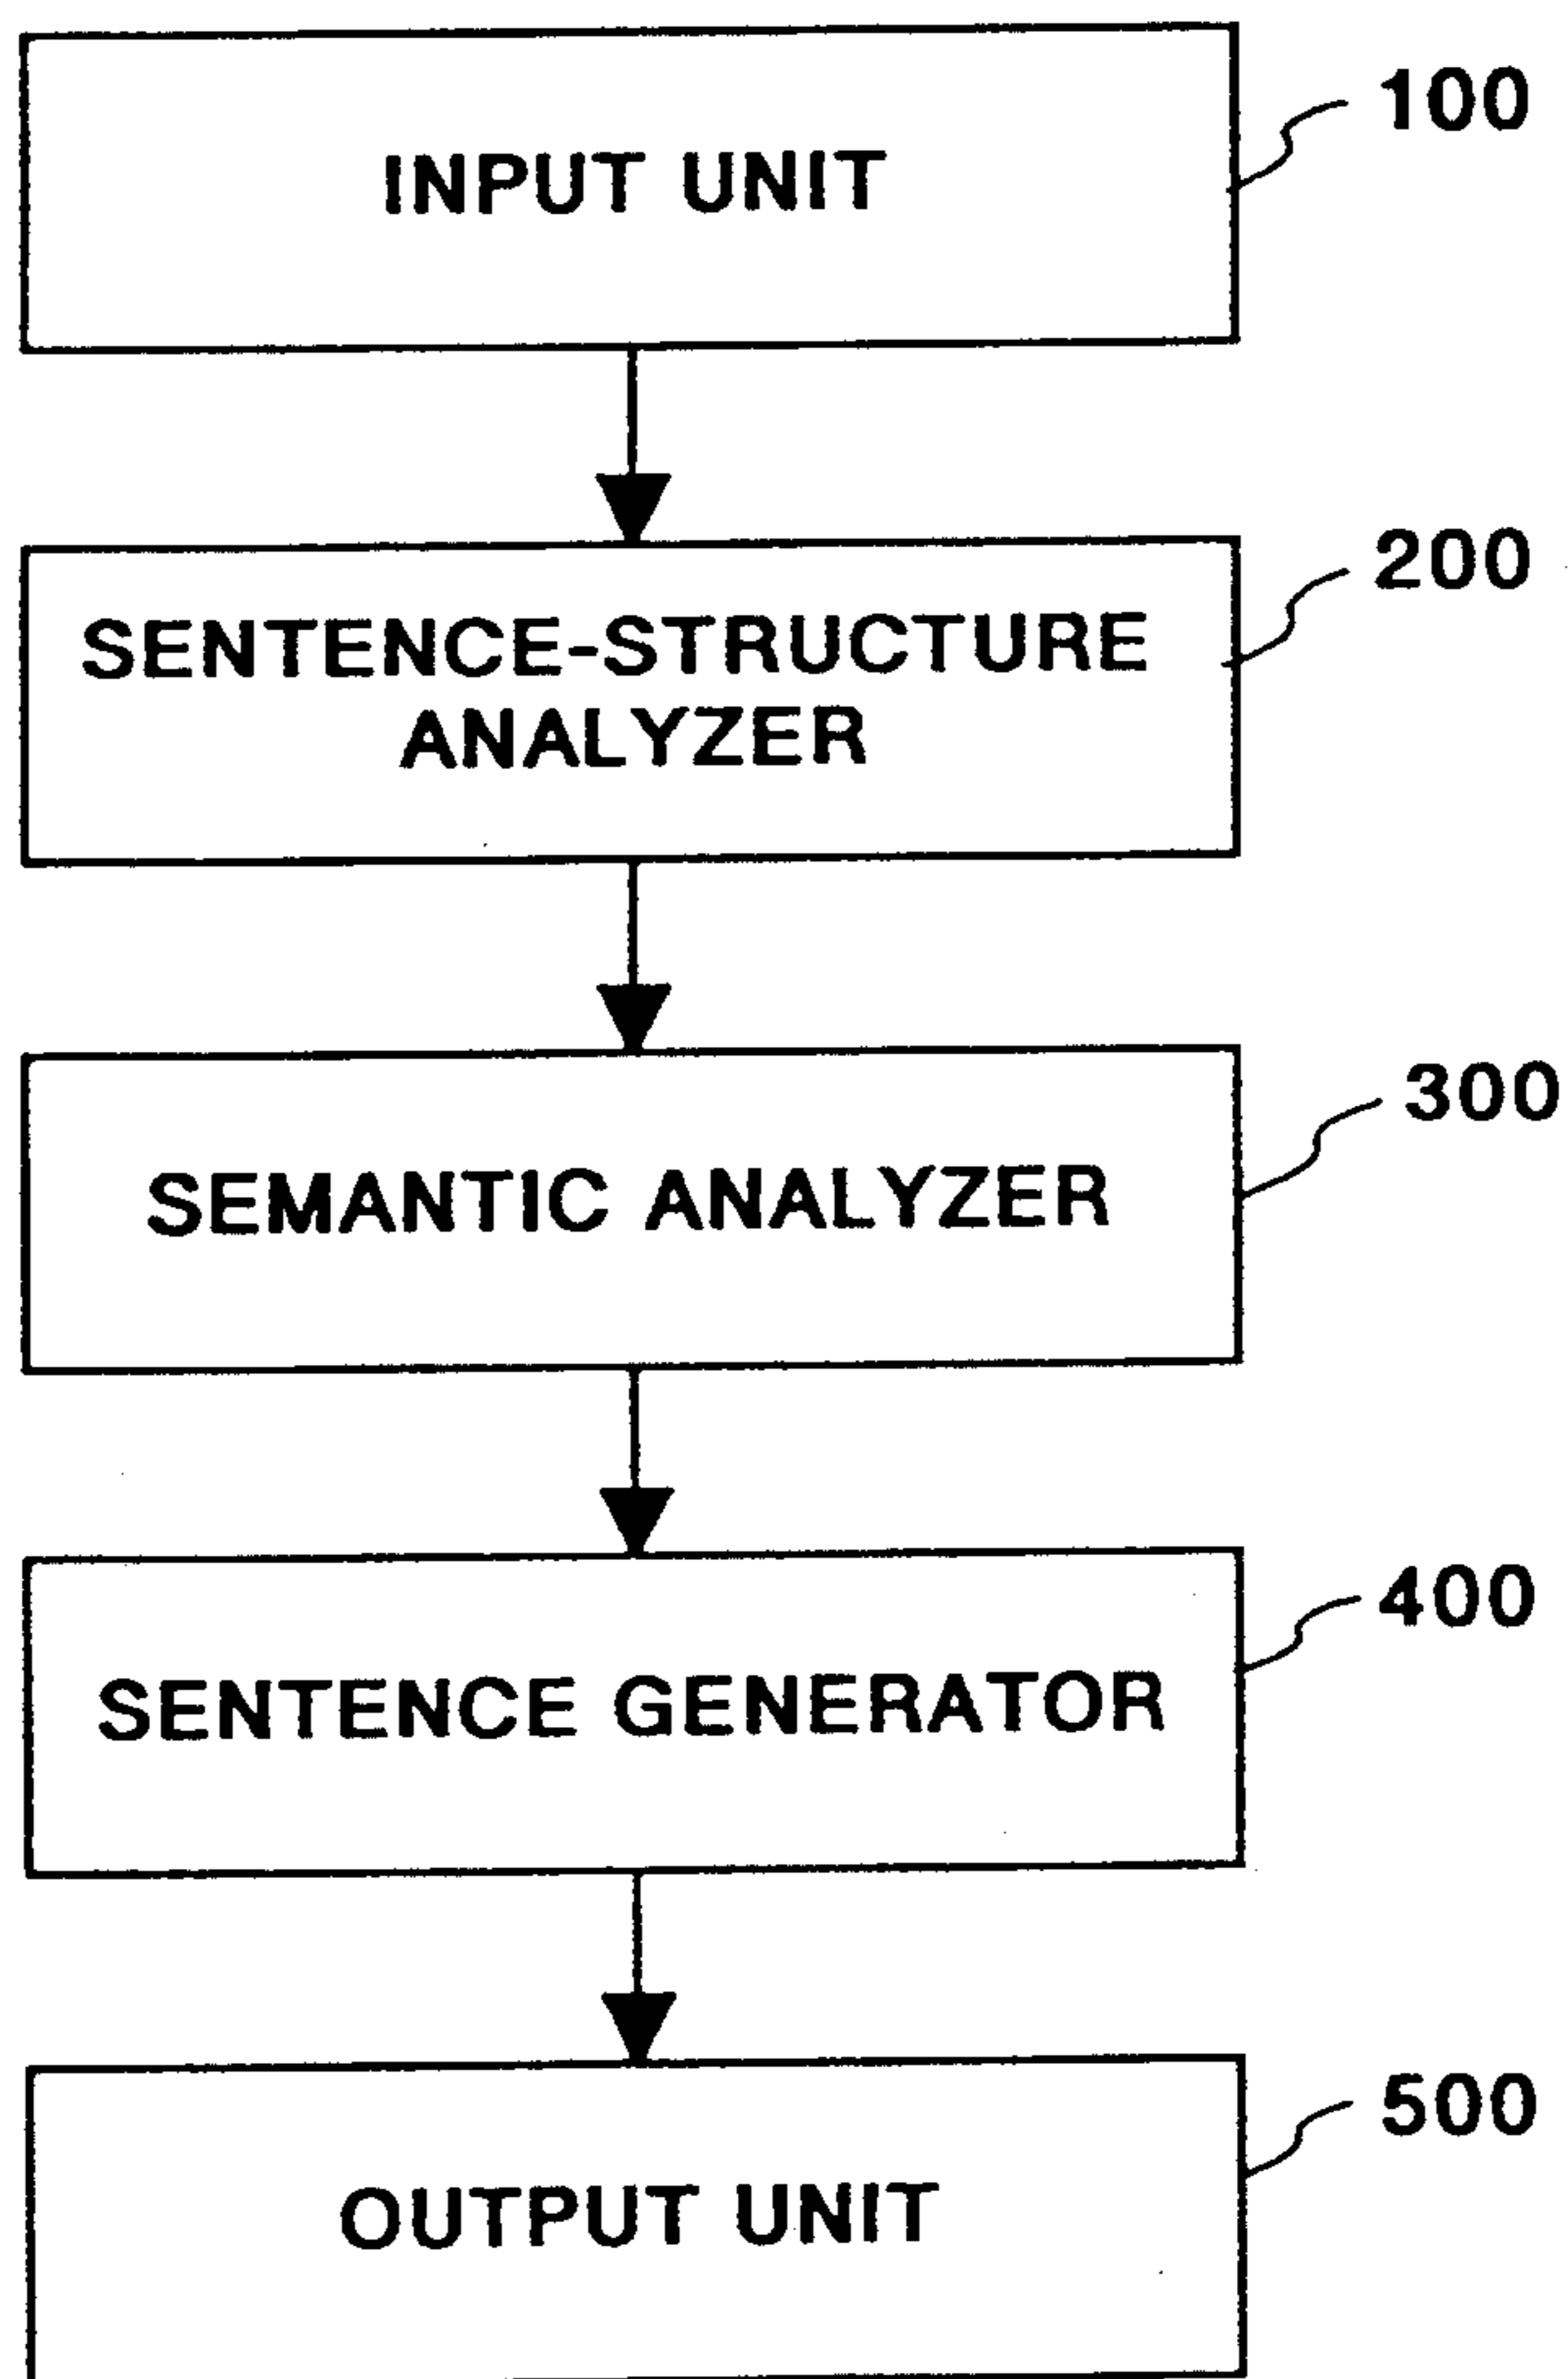 INPUT UNIT
100
SENTENCE-STRUCTURE
ANALYZER
200
SEMANTIC ANALYZER
300
SENTENCE GENERATOR
400
OUTPUT UNIT
500